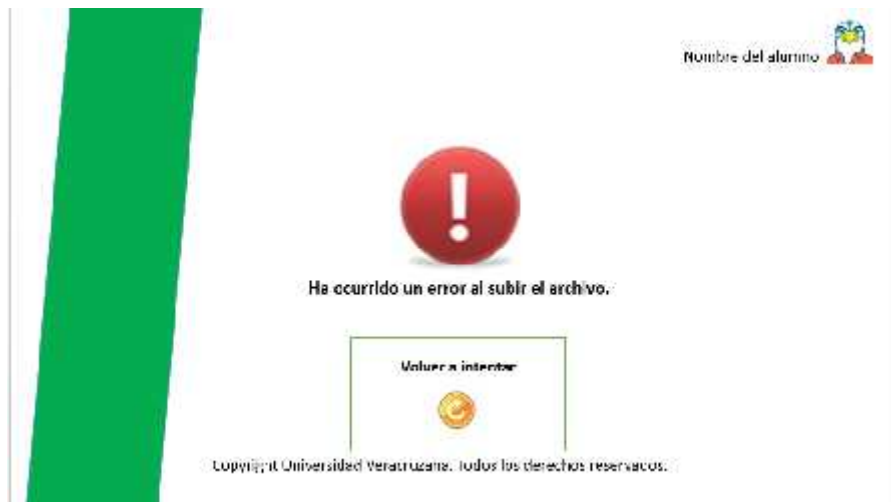 Nombre del alumno
Ha ocurrido un error al subir el archivo.
Volver a intentar
Copyright Universidad Veracruzana. Todos los derechos reservados.